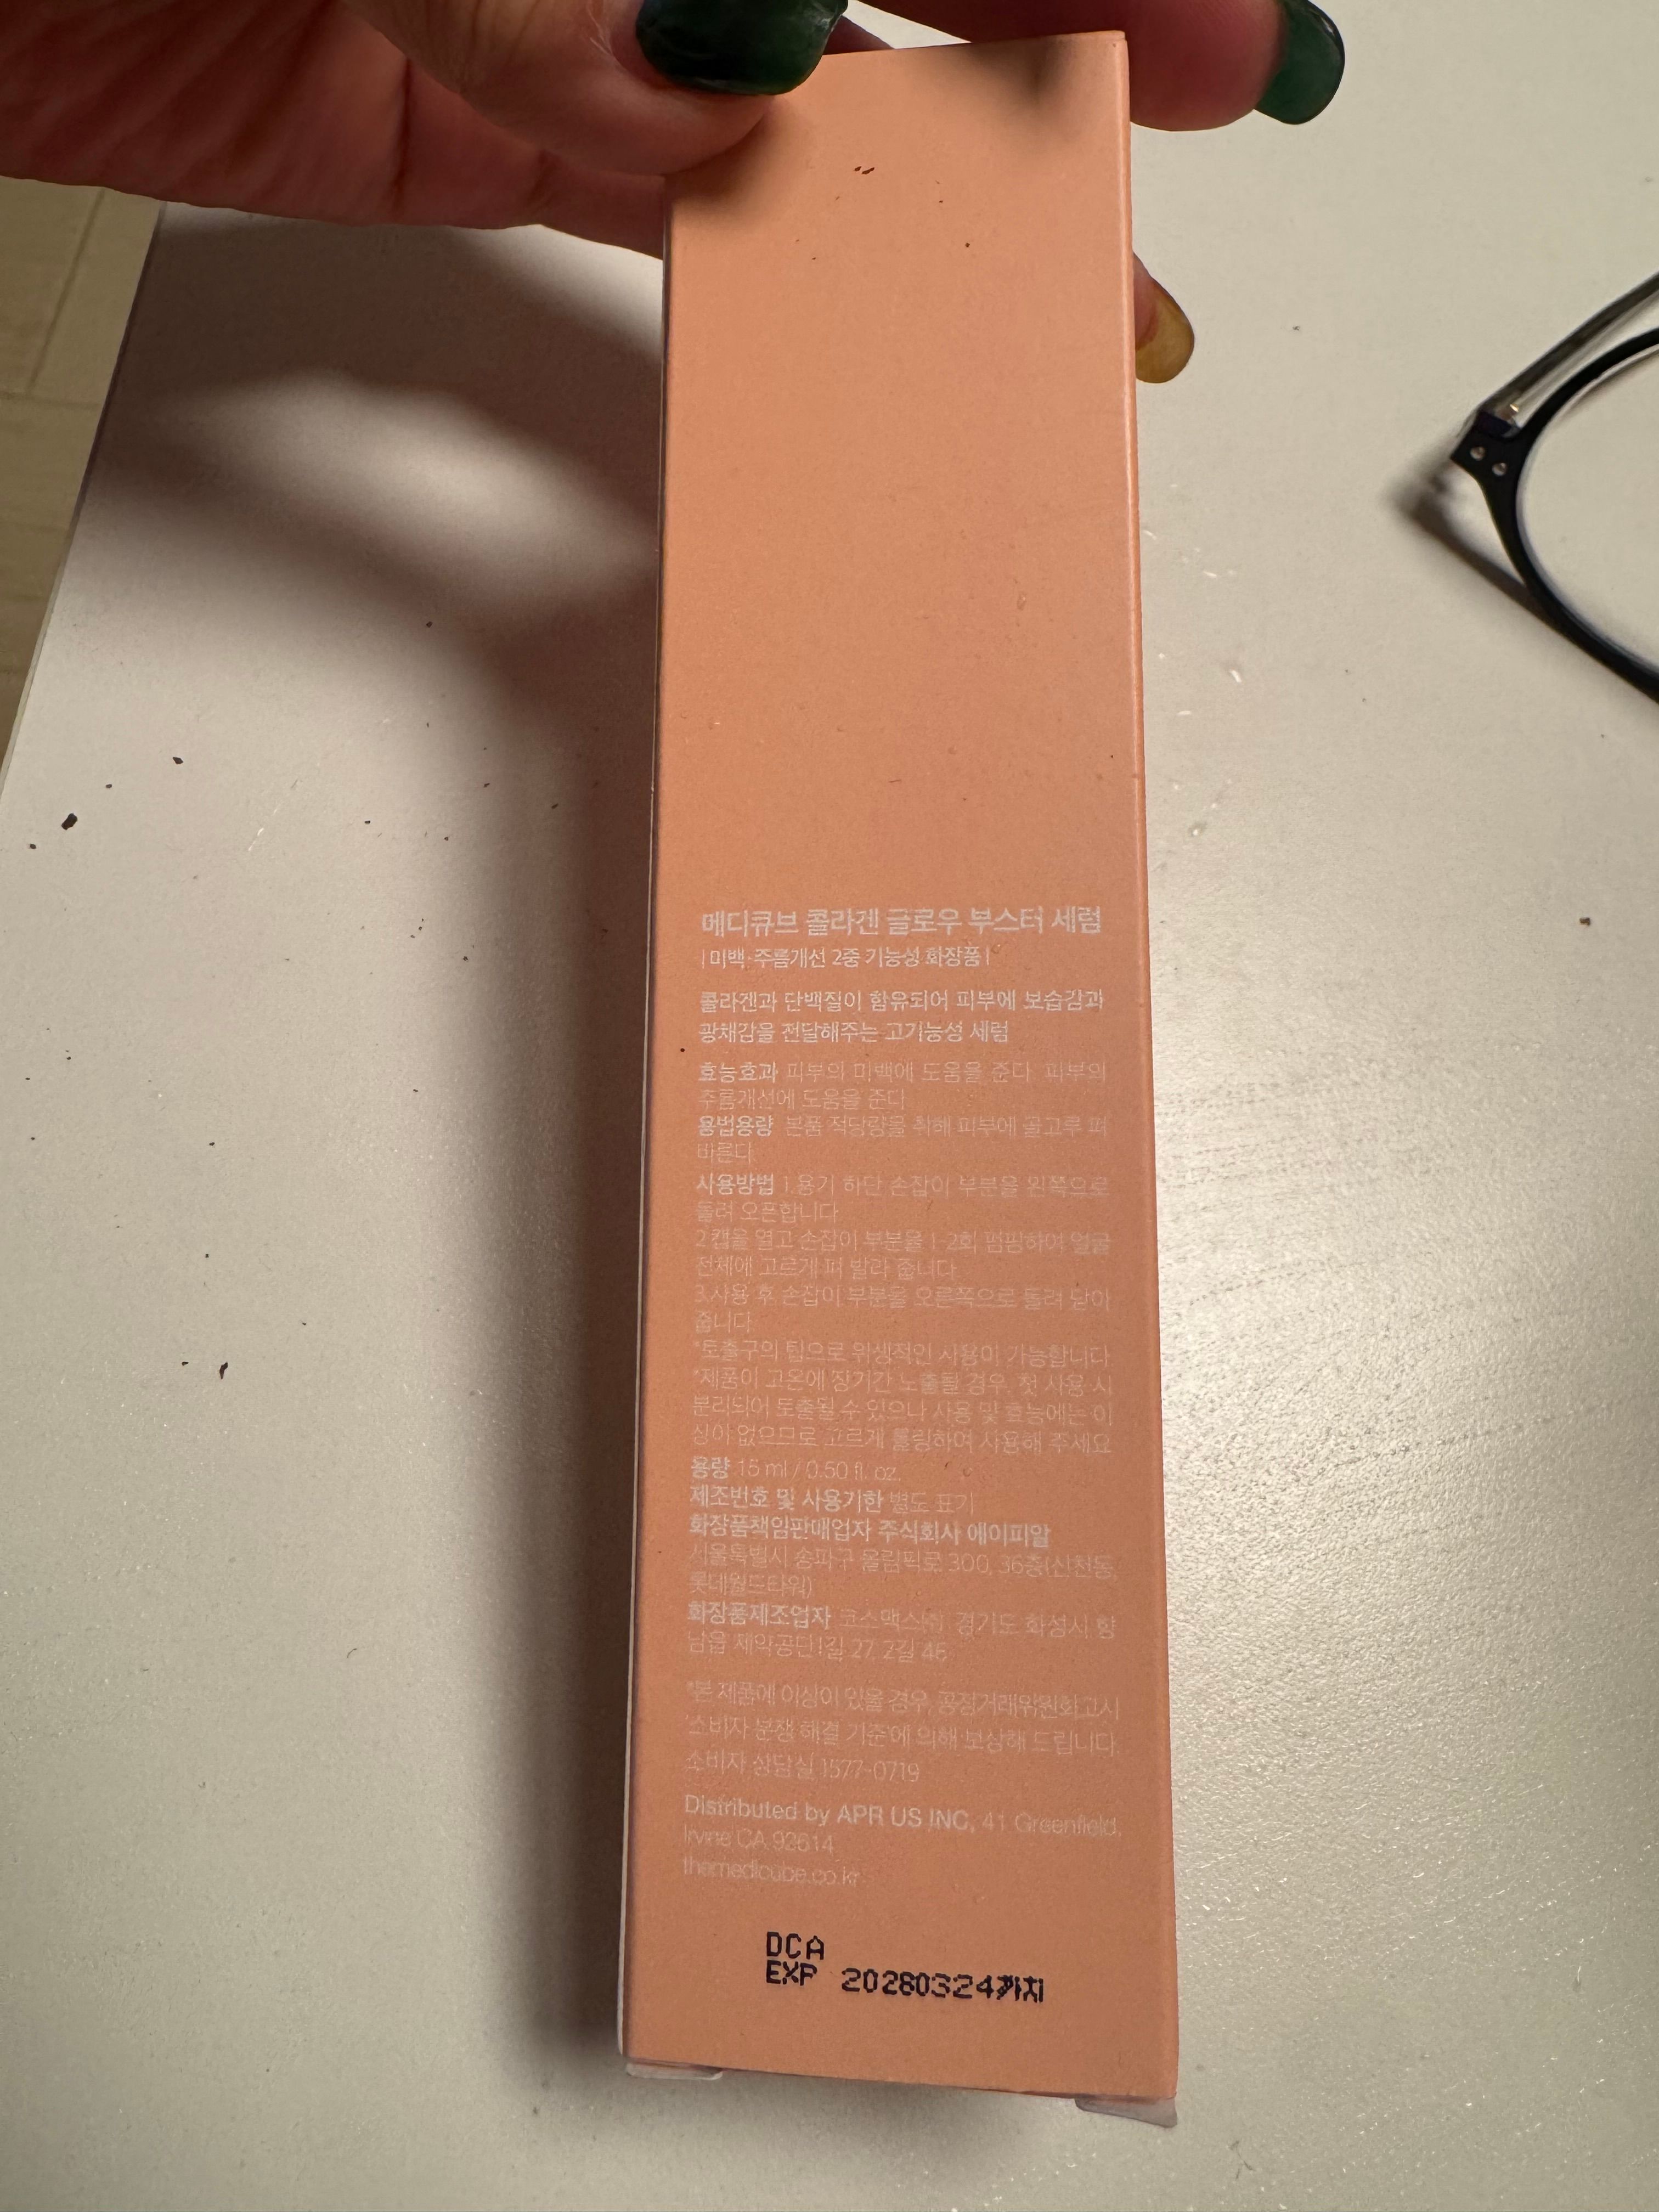 메디큐브 콜라겐 글로우 부스터 세럼
| 미백·주름개선 2중 기능성 화장품 |
콜라겐과 단백질이 함유되어 피부에 보습감과
광채감을 전달해주는 고기능성 세럼
효능효과 피부의 미백에 도움을 준다. 피부의
주름개선에 도움을 준다.
용법용량 본품 적당량을 취해 피부에 골고루 펴
바른다.
사용방법 1.용기 하단 손잡이 부분을 왼쪽으로
돌려 오픈합니다.
2.캡을 열고 손잡이 부분을 1-2회 펌핑하여 얼굴
전체에 고르게 펴 발라 줍니다.
3.사용 후 손잡이 부분을 오른쪽으로 돌려 닫아
줍니다.
*토출구의 팁으로 위생적인 사용이 가능합니다.
*제품이 고온에 장기간 노출될 경우, 첫 사용 시
분리되어 토출될 수 있으나 사용 및 효능에는 이
상이 없으므로 고르게 롤링하여 사용해 주세요.
용량 15 ml / 0.50 fl. oz.
제조번호 및 사용기한 별도 표기
화장품책임판매업자 주식회사 에이피알
서울특별시 송파구 올림픽로 300, 36층(신천동,
롯데월드타워)
화장품제조업자 코스맥스(주) 경기도 화성시 향
남읍 제약공단1길 27, 2길 46
*본 제품에 이상이 있을 경우, 공정거래위원회 고시
'소비자 분쟁 해결 기준'에 의해 보상해 드립니다.
소비자 상담실 1577-0719
Distributed by APR US INC, 41 Greenfield,
Irvine CA 92614
themedicube.co.kr
DCA
EXP 20280324까지